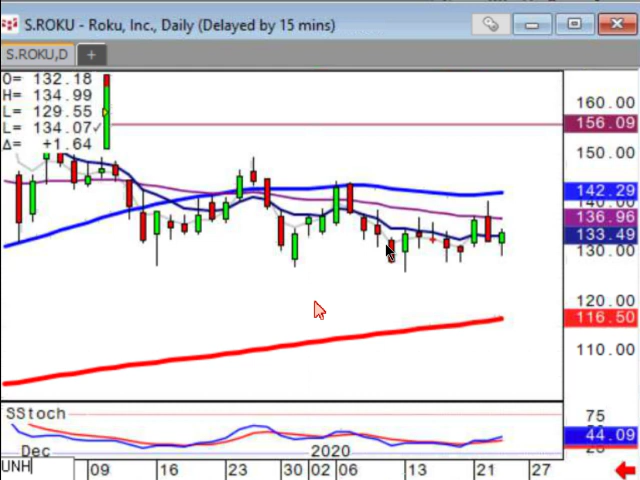 S.ROKU - Roku, Inc., Daily (Delayed by 15 mins)
S.ROKU,D
O= 132.18
H= 134.99
L= 129.55
L= 134.07✓
Δ= +1.64
160.00
156.09
150.00
142.29
136.96
133.49
130.00
120.00
116.50
110.00
SStoch
75
44.09
Dec 2020
UNH 09 16 23 30 02 06 13 21 27